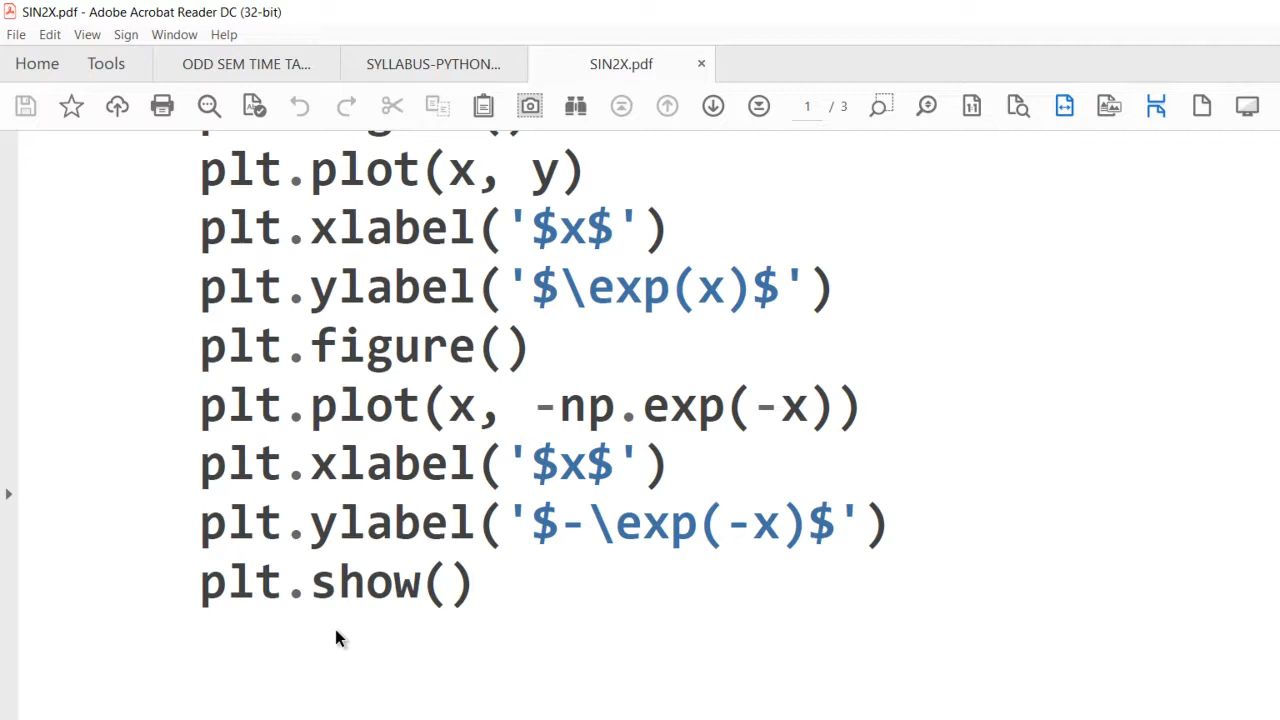 SIN2X.pdf - Adobe Acrobat Reader DC (32-bit)
File Edit View Sign Window Help
Home Tools ODD SEM TIME TA... SYLLABUS-PYTHON... SIN2X.pdf ×
1 / 3
plt.plot(x, y)
plt.xlabel('$x$')
plt.ylabel('$\exp(x)$')
plt.figure()
plt.plot(x, -np.exp(-x))
plt.xlabel('$x$')
plt.ylabel('$-\exp(-x)$')
plt.show()